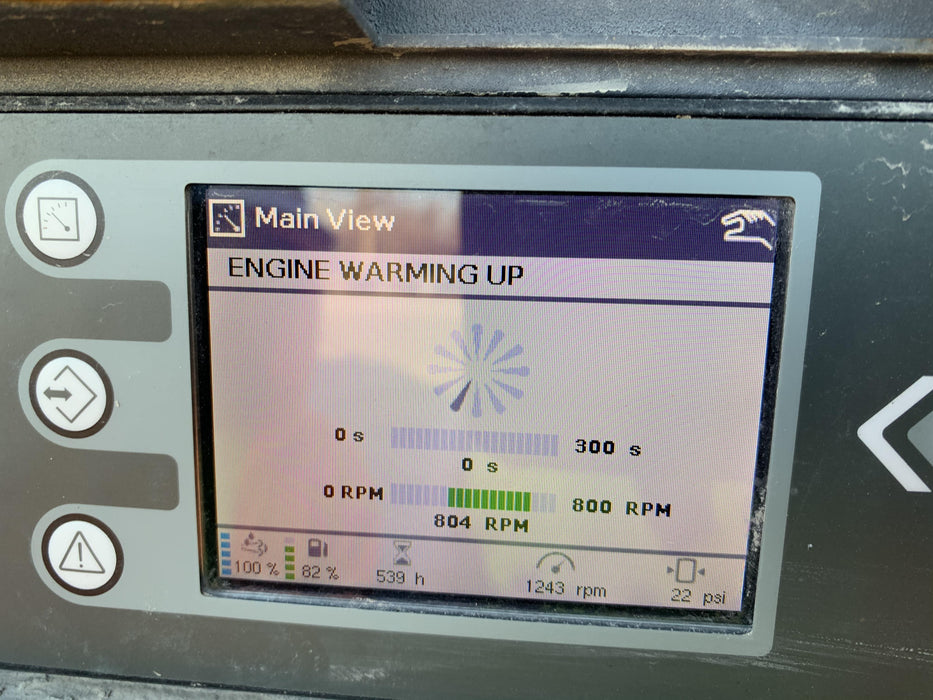 Main View
ENGINE WARMING UP
0 s 300 s
0 s
0 RPM 800 RPM
804 RPM
100 % 82 % 539 h 1243 rpm 22 psi